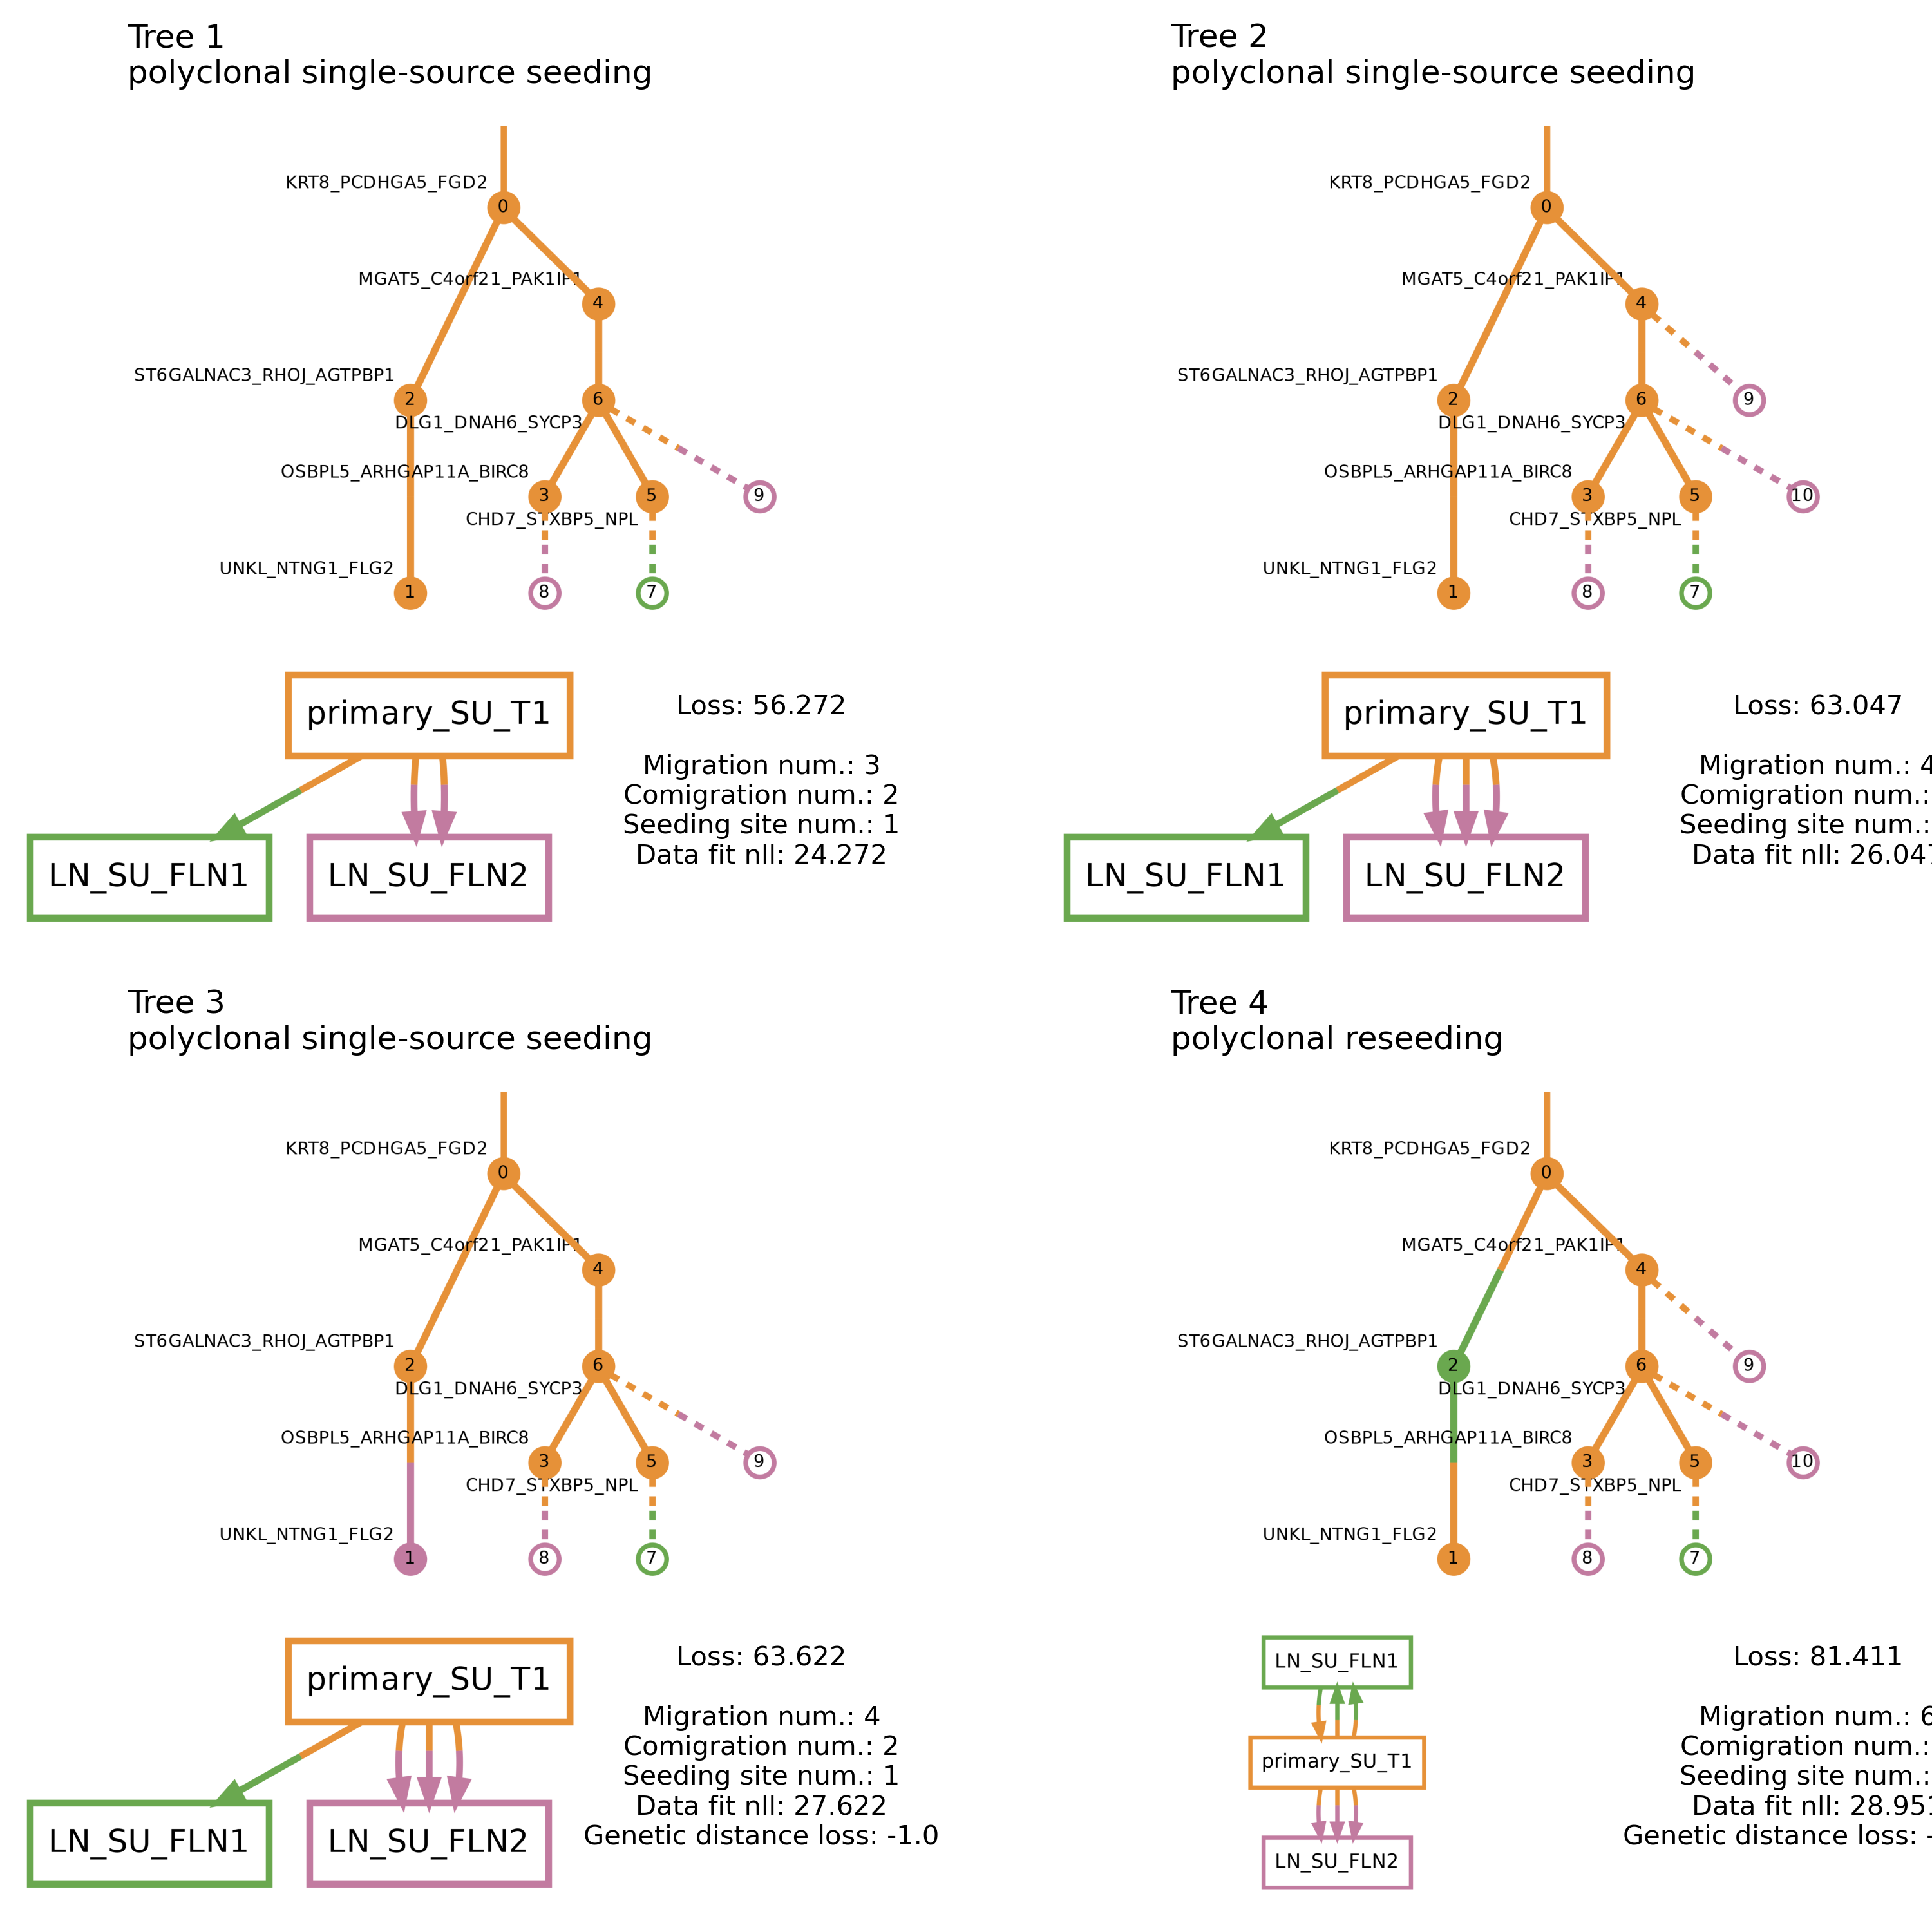 Tree 1
polyclonal single-source seeding
KRT8_PCDHGA5_FGD2
0
MGAT5_C4orf21_PAK1IP1
4
ST6GALNAC3_RHOJ_AGTPBP1
2
6
DLG1_DNAH6_SYCP3
OSBPL5_ARHGAP11A_BIRC8
3
5
9
CHD7_STXBP5_NPL
UNKL_NTNG1_FLG2
1
8
7
primary_SU_T1
LN_SU_FLN1
LN_SU_FLN2
Loss: 56.272
Migration num.: 3
Comigration num.: 2
Seeding site num.: 1
Data fit nll: 24.272
Tree 2
polyclonal single-source seeding
KRT8_PCDHGA5_FGD2
0
MGAT5_C4orf21_PAK1IP1
4
ST6GALNAC3_RHOJ_AGTPBP1
2
6
9
DLG1_DNAH6_SYCP3
OSBPL5_ARHGAP11A_BIRC8
3
5
10
CHD7_STXBP5_NPL
UNKL_NTNG1_FLG2
1
8
7
primary_SU_T1
LN_SU_FLN1
LN_SU_FLN2
Loss: 63.047
Migration num.: 4
Comigration num.:
Seeding site num.:
Data fit nll: 26.047
Tree 3
polyclonal single-source seeding
KRT8_PCDHGA5_FGD2
0
MGAT5_C4orf21_PAK1IP1
4
ST6GALNAC3_RHOJ_AGTPBP1
2
6
DLG1_DNAH6_SYCP3
OSBPL5_ARHGAP11A_BIRC8
3
5
9
CHD7_STXBP5_NPL
UNKL_NTNG1_FLG2
1
8
7
primary_SU_T1
LN_SU_FLN1
LN_SU_FLN2
Loss: 63.622
Migration num.: 4
Comigration num.: 2
Seeding site num.: 1
Data fit nll: 27.622
Genetic distance loss: -1.0
Tree 4
polyclonal reseeding
KRT8_PCDHGA5_FGD2
0
MGAT5_C4orf21_PAK1IP1
4
ST6GALNAC3_RHOJ_AGTPBP1
2
6
9
DLG1_DNAH6_SYCP3
OSBPL5_ARHGAP11A_BIRC8
3
5
10
CHD7_STXBP5_NPL
UNKL_NTNG1_FLG2
1
8
7
LN_SU_FLN1
primary_SU_T1
LN_SU_FLN2
Loss: 81.411
Migration num.: 6
Comigration num.:
Seeding site num.:
Data fit nll: 28.951
Genetic distance loss: -